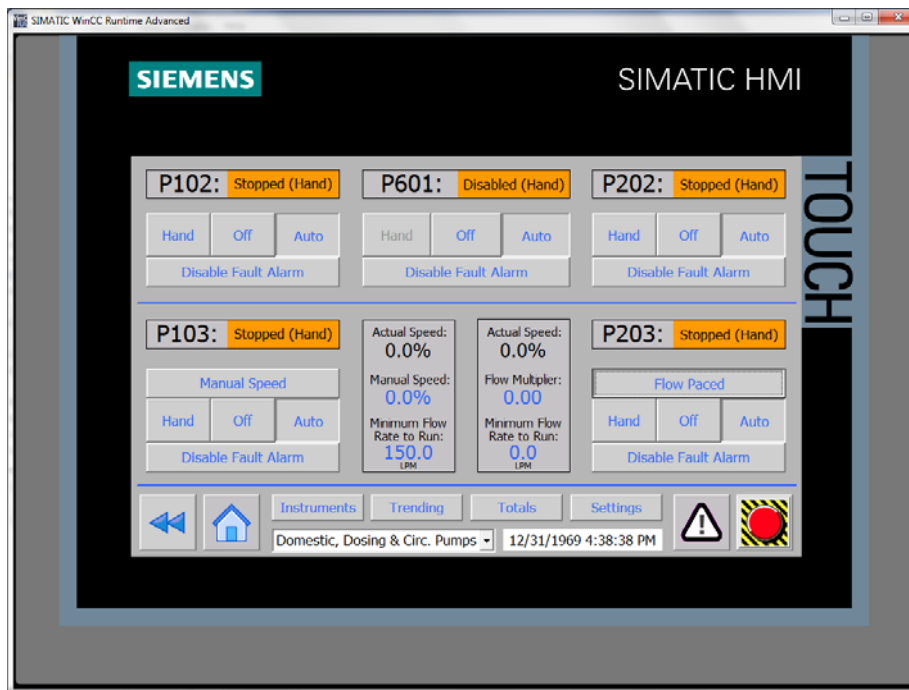 SIMATIC WinCC Runtime Advanced
SIEMENS
SIMATIC HMI
TOUCH
P102: Stopped (Hand)
P601: Disabled (Hand)
P202: Stopped (Hand)
Hand Off Auto
Hand Off Auto
Hand Off Auto
Disable Fault Alarm
Disable Fault Alarm
Disable Fault Alarm
P103: Stopped (Hand)
Manual Speed
Hand Off Auto
Disable Fault Alarm
Actual Speed:
0.0%
Manual Speed:
0.0%
Minimum Flow
Rate to Run:
150.0
LPM
Actual Speed:
0.0%
Flow Multiplier:
0.00
Minimum Flow
Rate to Run:
0.0
LPM
P203: Stopped (Hand)
Flow Paced
Hand Off Auto
Disable Fault Alarm
Instruments Trending Totals Settings
Domestic, Dosing & Circ. Pumps 12/31/1969 4:38:38 PM